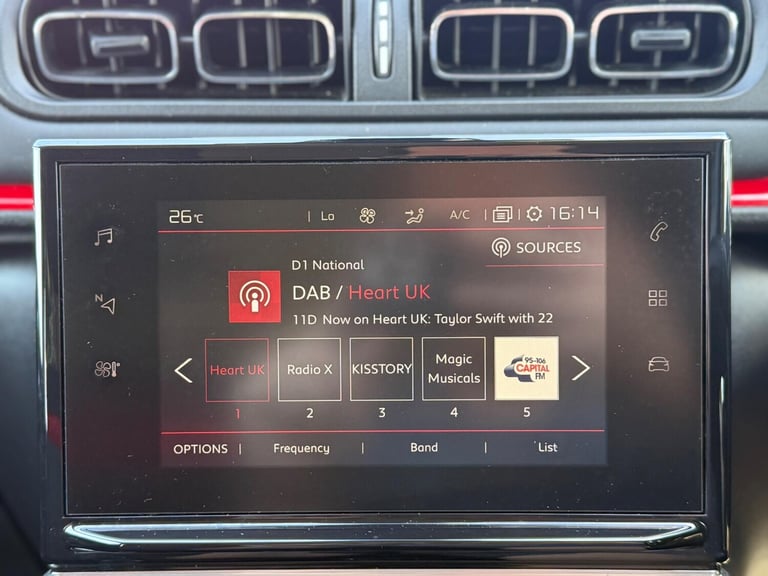 26°C | Lo A/C | | 16:14
SOURCES
D1 National
DAB / Heart UK
11D Now on Heart UK: Taylor Swift with 22
Heart UK
Radio X
KISSTORY
Magic
Musicals
95-106
CAPITAL
FM
1 2 3 4 5
OPTIONS | Frequency | Band | List
N